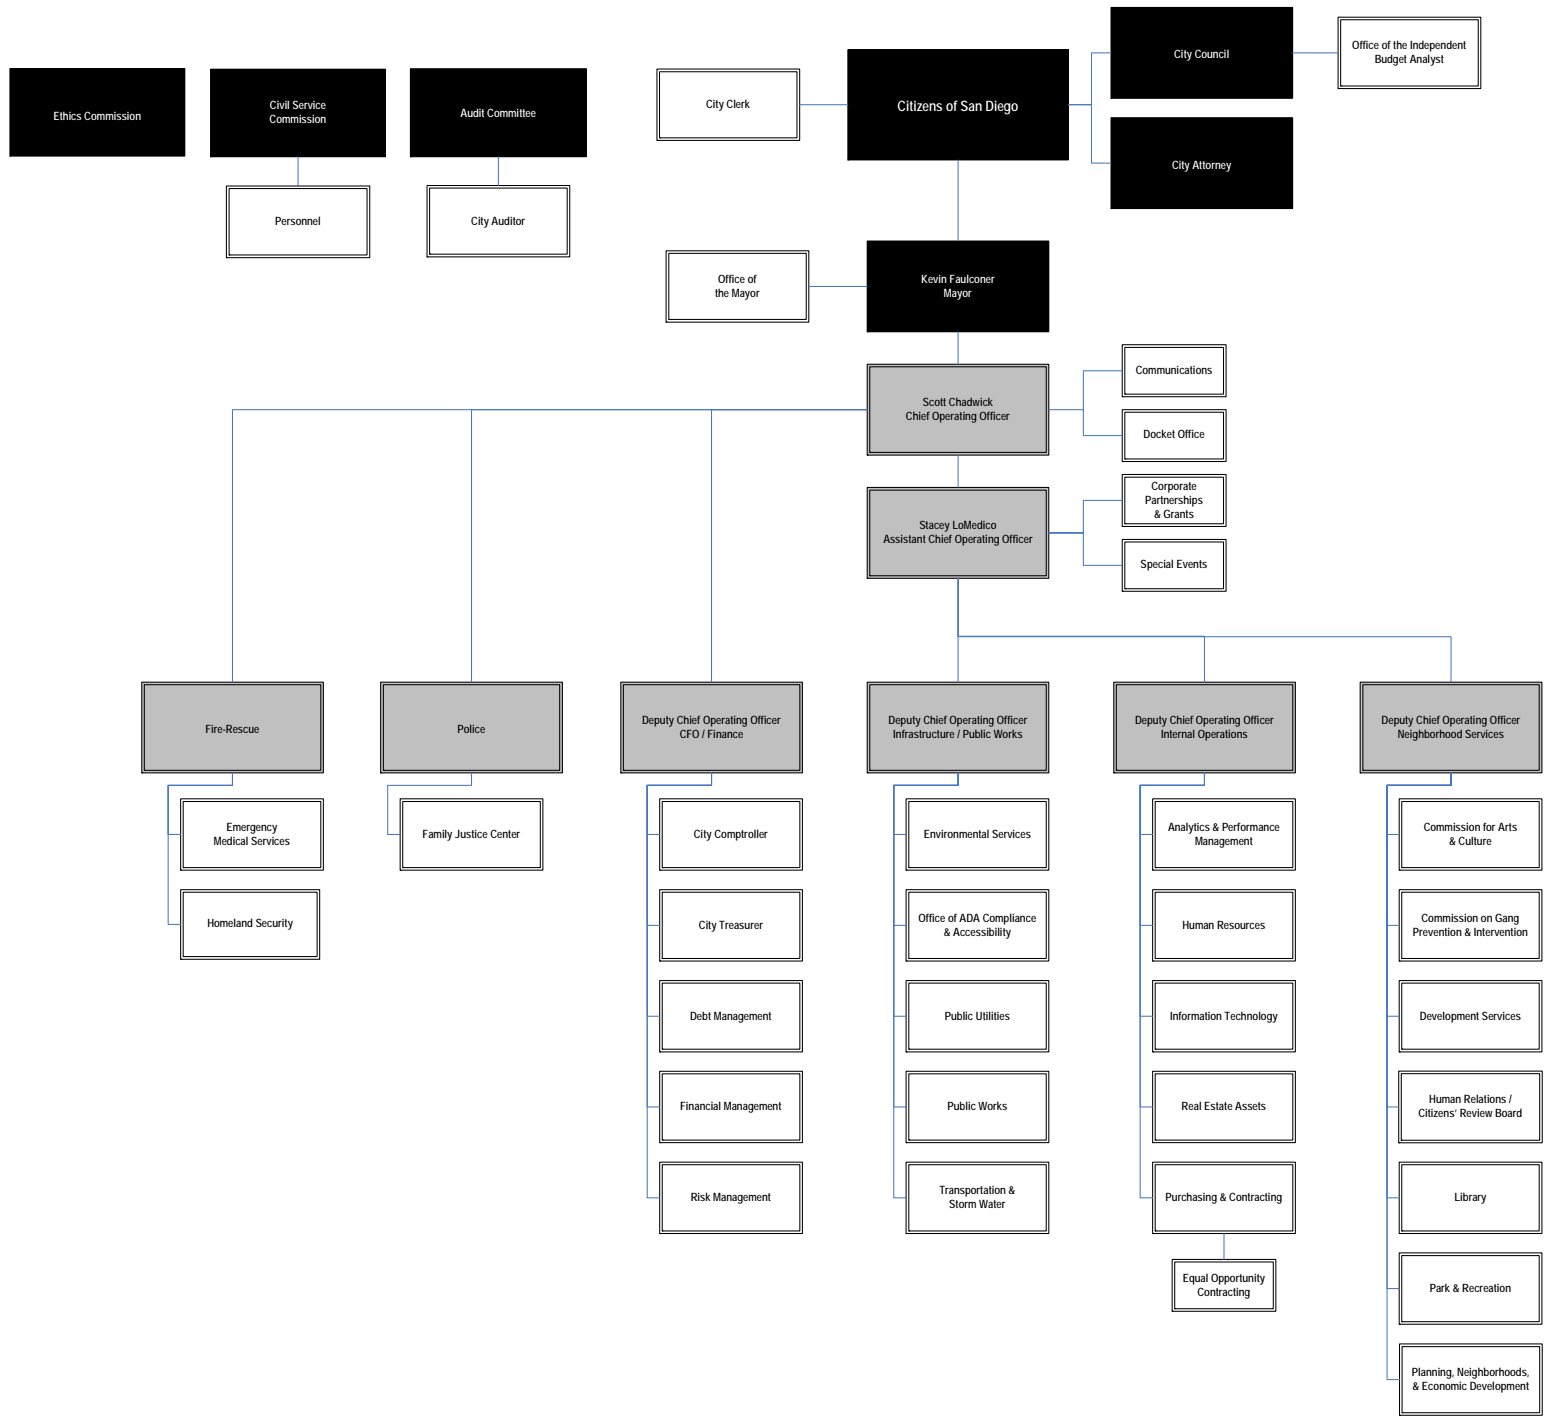 City Council
Office of the Independent
Budget Analyst
Ethics Commission
Civil Service
Commission
Audit Committee
City Clerk
Citizens of San Diego
City Attorney
Personnel
City Auditor
Office of
the Mayor
Kevin Faulconer
Mayor
Scott Chadwick
Chief Operating Officer
Communications
Docket Office
Stacey LoMedico
Assistant Chief Operating Officer
Corporate
Partnerships
& Grants
Special Events
Fire-Rescue
Police
Deputy Chief Operating Officer
CFO / Finance
Deputy Chief Operating Officer
Infrastructure / Public Works
Deputy Chief Operating Officer
Internal Operations
Deputy Chief Operating Officer
Neighborhood Services
Emergency
Medical Services
Homeland Security
Family Justice Center
City Comptroller
City Treasurer
Debt Management
Financial Management
Risk Management
Environmental Services
Office of ADA Compliance
& Accessibility
Public Utilities
Public Works
Transportation &
Storm Water
Analytics & Performance
Management
Human Resources
Information Technology
Real Estate Assets
Purchasing & Contracting
Equal Opportunity
Contracting
Commission for Arts
& Culture
Commission on Gang
Prevention & Intervention
Development Services
Human Relations /
Citizens’ Review Board
Library
Park & Recreation
Planning, Neighborhoods,
& Economic Development